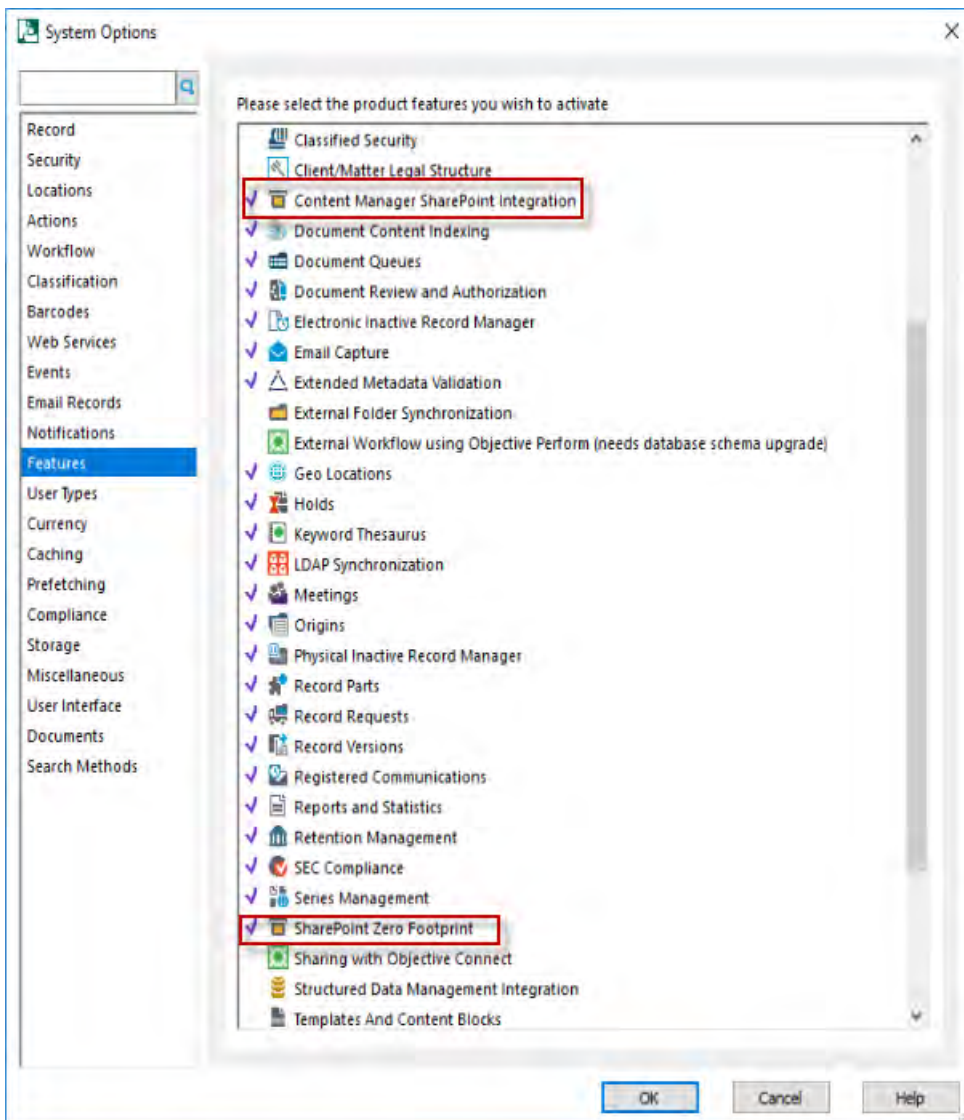 System Options
Please select the product features you wish to activate
Record
Security
Locations
Actions
Workflow
Classification
Barcodes
Web Services
Events
Email Records
Notifications
Features
User Types
Currency
Caching
Prefetching
Compliance
Storage
Miscellaneous
User Interface
Documents
Search Methods
Classified Security
Client/Matter Legal Structure
Content Manager SharePoint Integration
Document Content Indexing
Document Queues
Document Review and Authorization
Electronic Inactive Record Manager
Email Capture
Extended Metadata Validation
External Folder Synchronization
External Workflow using Objective Perform (needs database schema upgrade)
Geo Locations
Holds
Keyword Thesaurus
LDAP Synchronization
Meetings
Origins
Physical Inactive Record Manager
Record Parts
Record Requests
Record Versions
Registered Communications
Reports and Statistics
Retention Management
SEC Compliance
Series Management
SharePoint Zero Footprint
Sharing with Objective Connect
Structured Data Management Integration
Templates And Content Blocks
OK
Cancel
Help